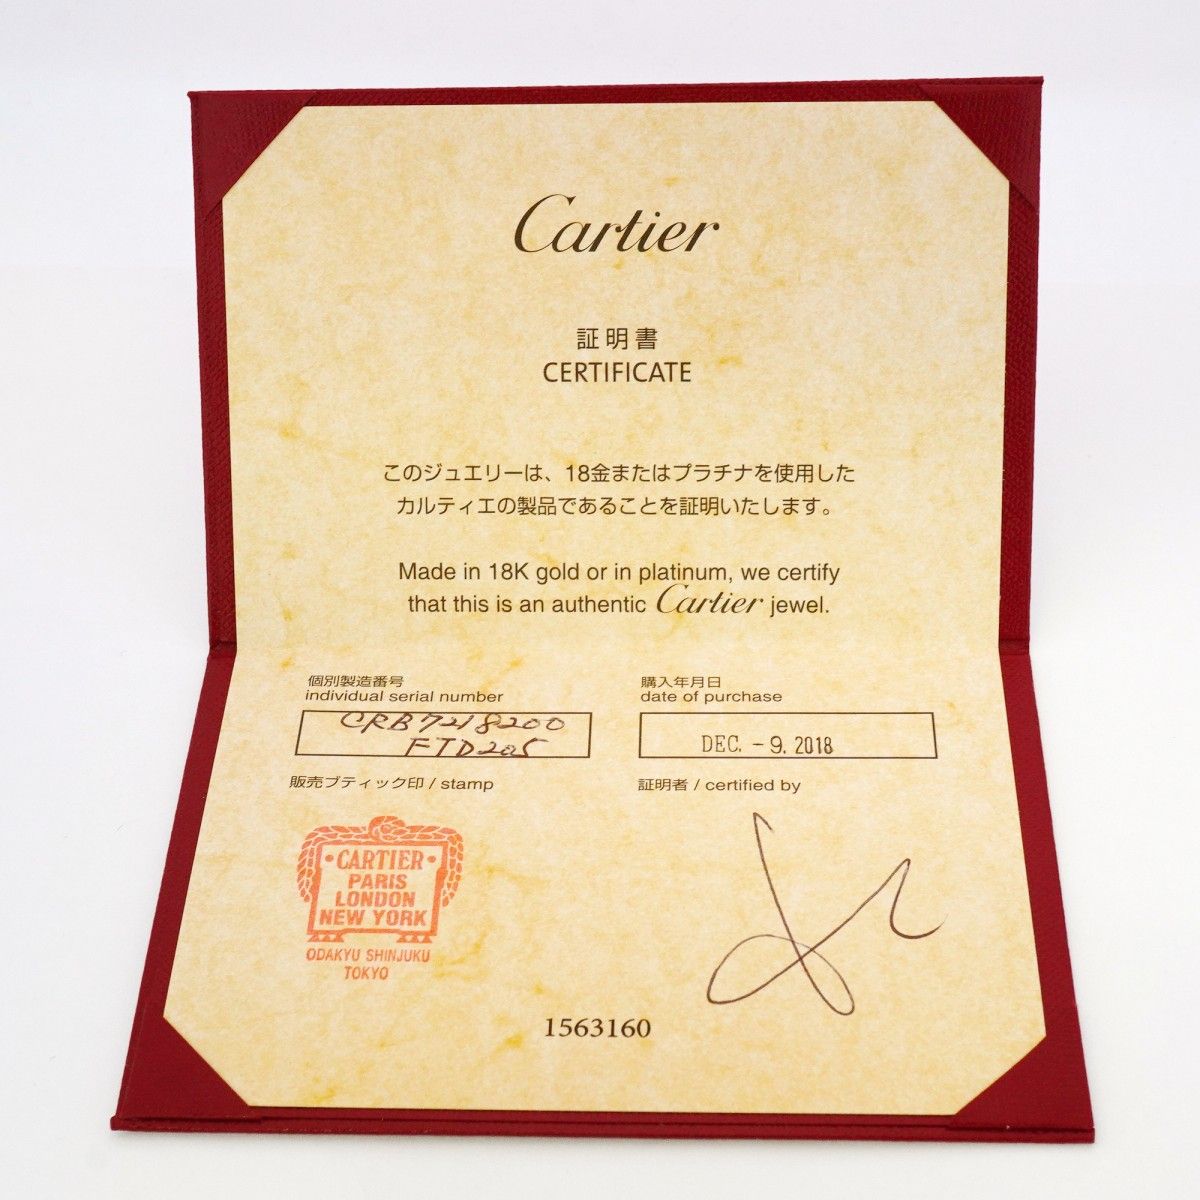 Cartier
証明書
CERTIFICATE
このジュエリーは、18金またはプラチナを使用した
カルティエの製品であることを証明いたします。
Made in 18K gold or in platinum, we certify
that this is an authentic Cartier jewel.
個別製造番号
individual serial number
CRB7218200
FTD205
購入年月日
date of purchase
DEC. - 9. 2018
販売ブティック印 / stamp
証明者 / certified by
・CARTIER・
PARIS
LONDON
NEW YORK
ODAKYU SHINJUKU
TOKYO
1563160